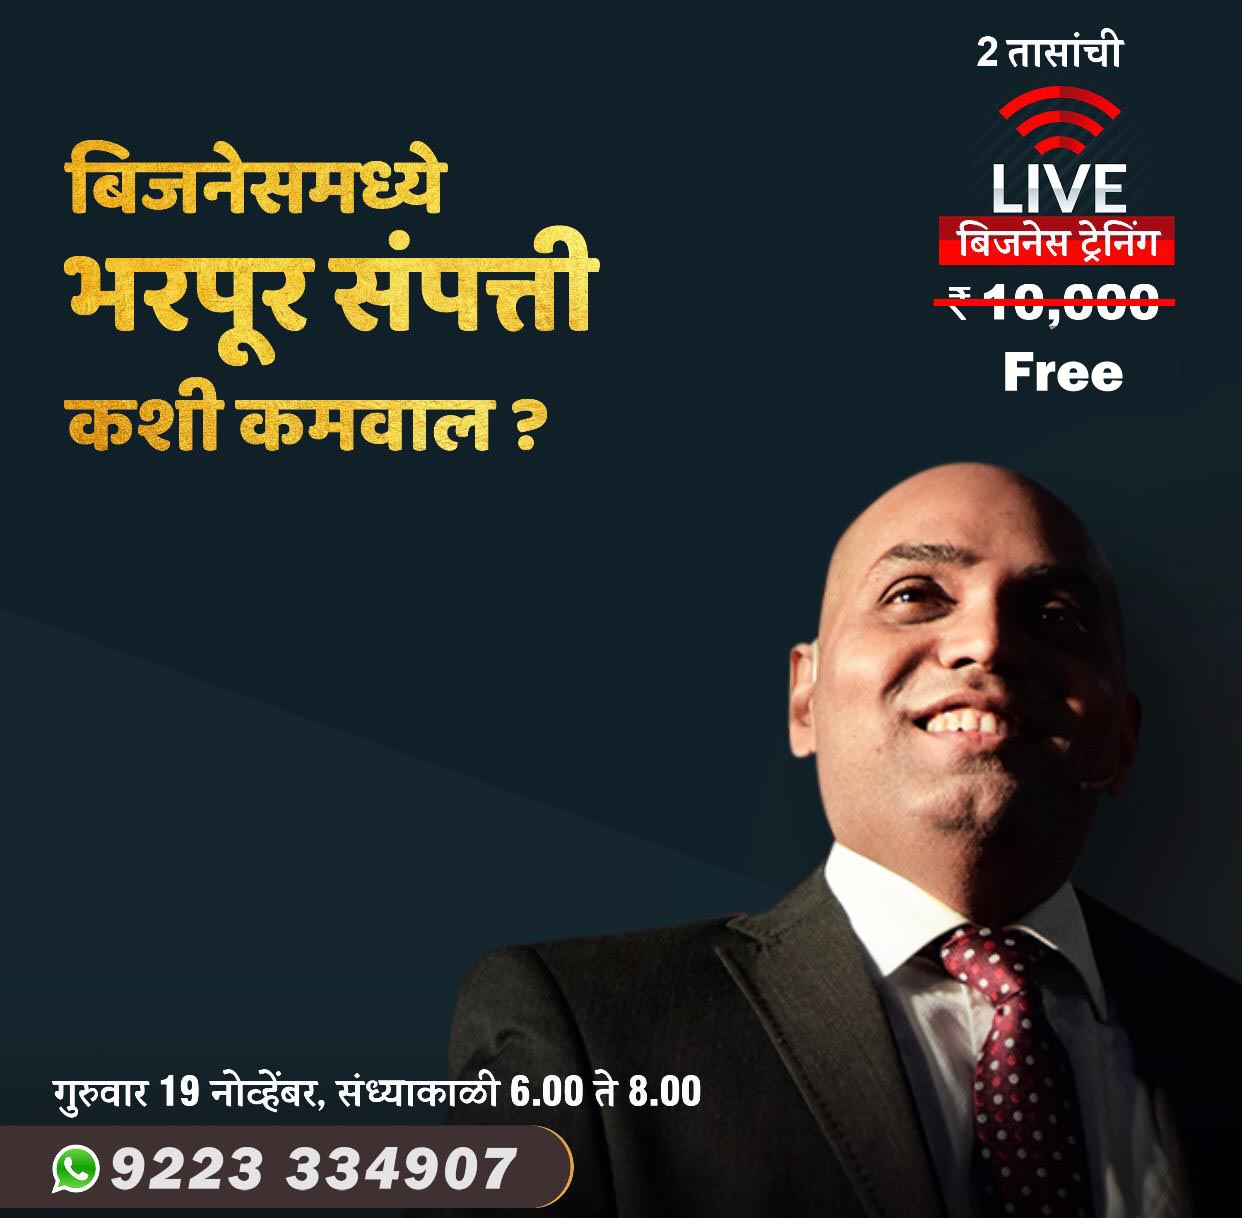 2 तासांची
LIVE
बिजनेस ट्रेनिंग
₹ 10,000
Free
बिजनेसमध्ये
भरपूर संपत्ती
कशी कमवाल ?
गुरुवार 19 नोव्हेंबर, संध्याकाळी 6.00 ते 8.00
9223 334907